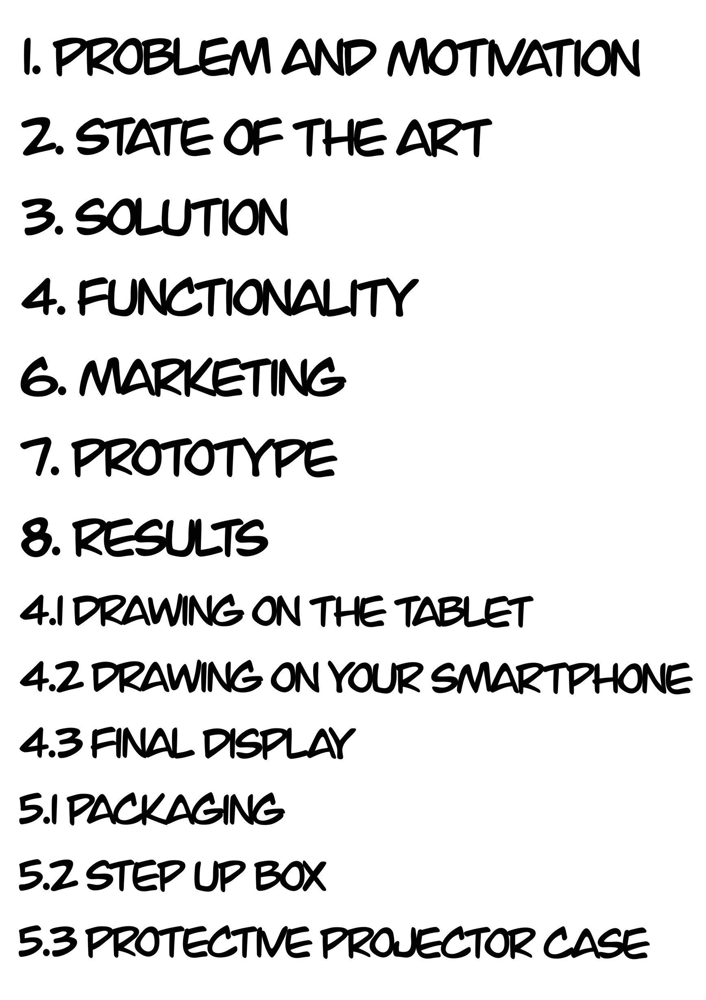 1. PROBLEM AND MOTIVATION
2. STATE OF THE ART
3. SOLUTION
4. FUNCTIONALITY
6. MARKETING
7. PROTOTYPE
8. RESULTS
4.1 DRAWING ON THE TABLET
4.2 DRAWING ON YOUR SMARTPHONE
4.3 FINAL DISPLAY
5.1 PACKAGING
5.2 STEP UP BOX
5.3 PROTECTIVE PROJECTOR CASE